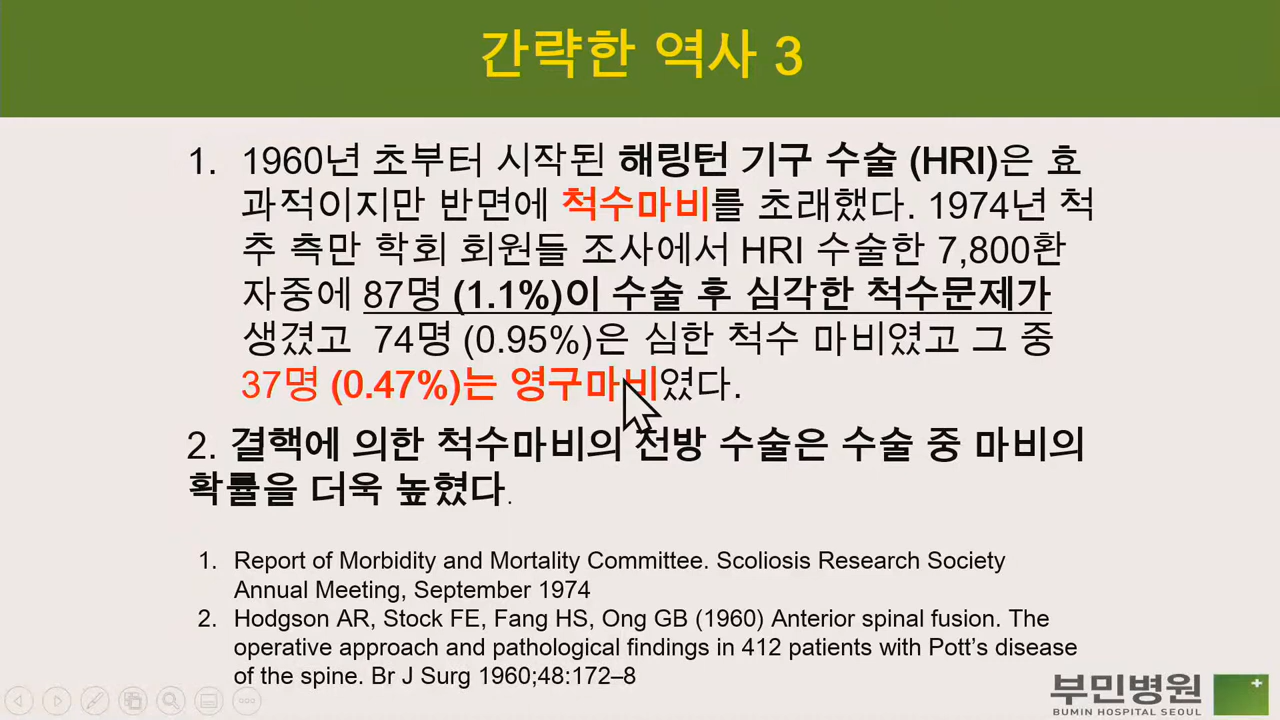 간략한 역사 3
1. 1960년 초부터 시작된 해링턴 기구 수술 (HRI)은 효
과적이지만 반면에 척수마비를 초래했다. 1974년 척
추 측만 학회 회원들 조사에서 HRI 수술한 7,800환
자중에 87명 (1.1%)이 수술 후 심각한 척수문제가
생겼고 74명 (0.95%)은 심한 척수 마비였고 그 중
37명 (0.47%)는 영구마비였다.
2. 결핵에 의한 척수마비의 전방 수술은 수술 중 마비의
확률을 더욱 높혔다.
1. Report of Morbidity and Mortality Committee. Scoliosis Research Society
Annual Meeting, September 1974
2. Hodgson AR, Stock FE, Fang HS, Ong GB (1960) Anterior spinal fusion. The
operative approach and pathological findings in 412 patients with Pott’s disease
of the spine. Br J Surg 1960;48:172–8
부민병원
BUMIN HOSPITAL SEOUL